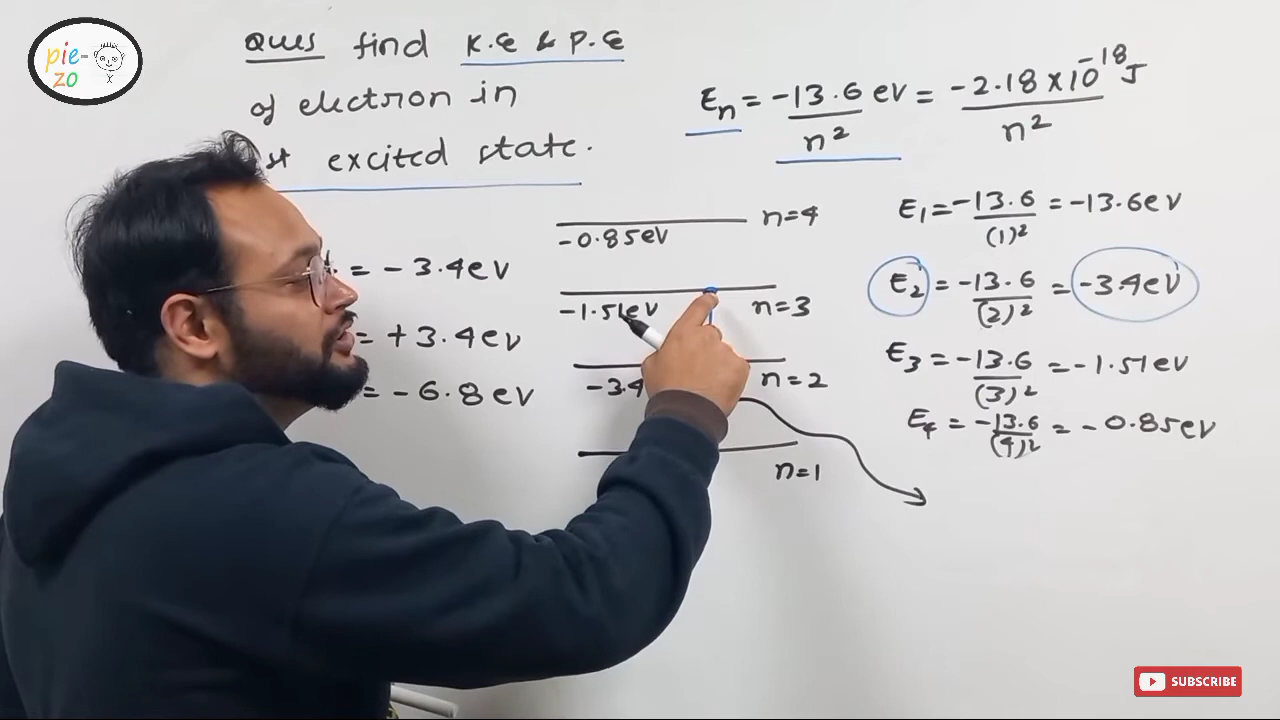 pie-
zo
Ques find K.E & P.E
of electron in
st excited state.
En = -13.6 eV/n² = -2.18 × 10⁻¹⁸ J/n²
= -3.4eV
= +3.4eV
= -6.8eV
n=4
-0.85eV
-1.51eV n=3
-3.4 n=2
n=1
E₁ = -13.6/(1)² = -13.6eV
E₂ = -13.6/(2)² = -3.4eV
E₃ = -13.6/(3)² = -1.51eV
E₄ = -13.6/(4)² = -0.85eV
SUBSCRIBE